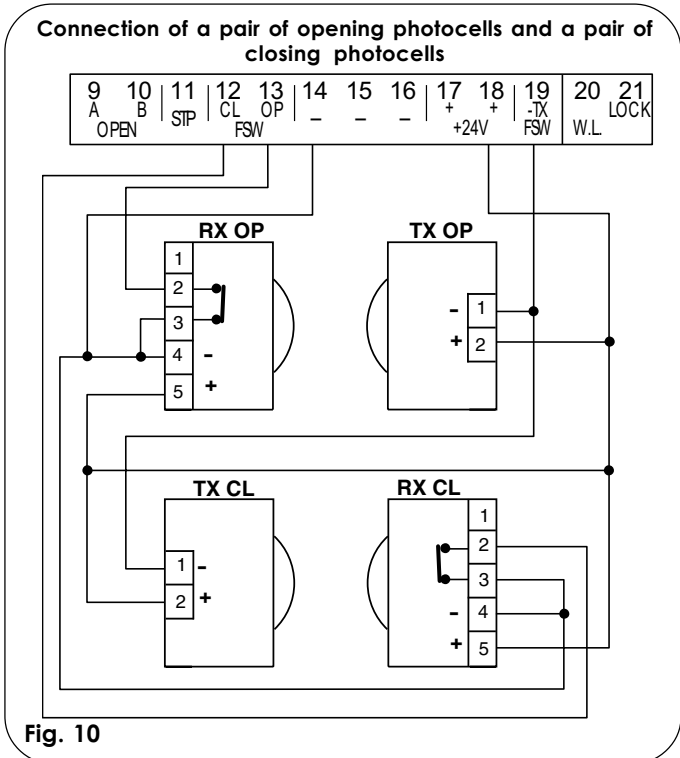 Connection of a pair of opening photocells and a pair of
closing photocells
9 10 11 12 13 14 15 16 17 18 19 20 21
A B STP CL OP - - - + + -TX LOCK
OPEN FSW +24V FSW W.L.
RX OP TX OP
1
2
3
4 -
5 +
- 1
+ 2
TX CL RX CL
1 -
2 +
1
2
3
- 4
+ 5
Fig. 10